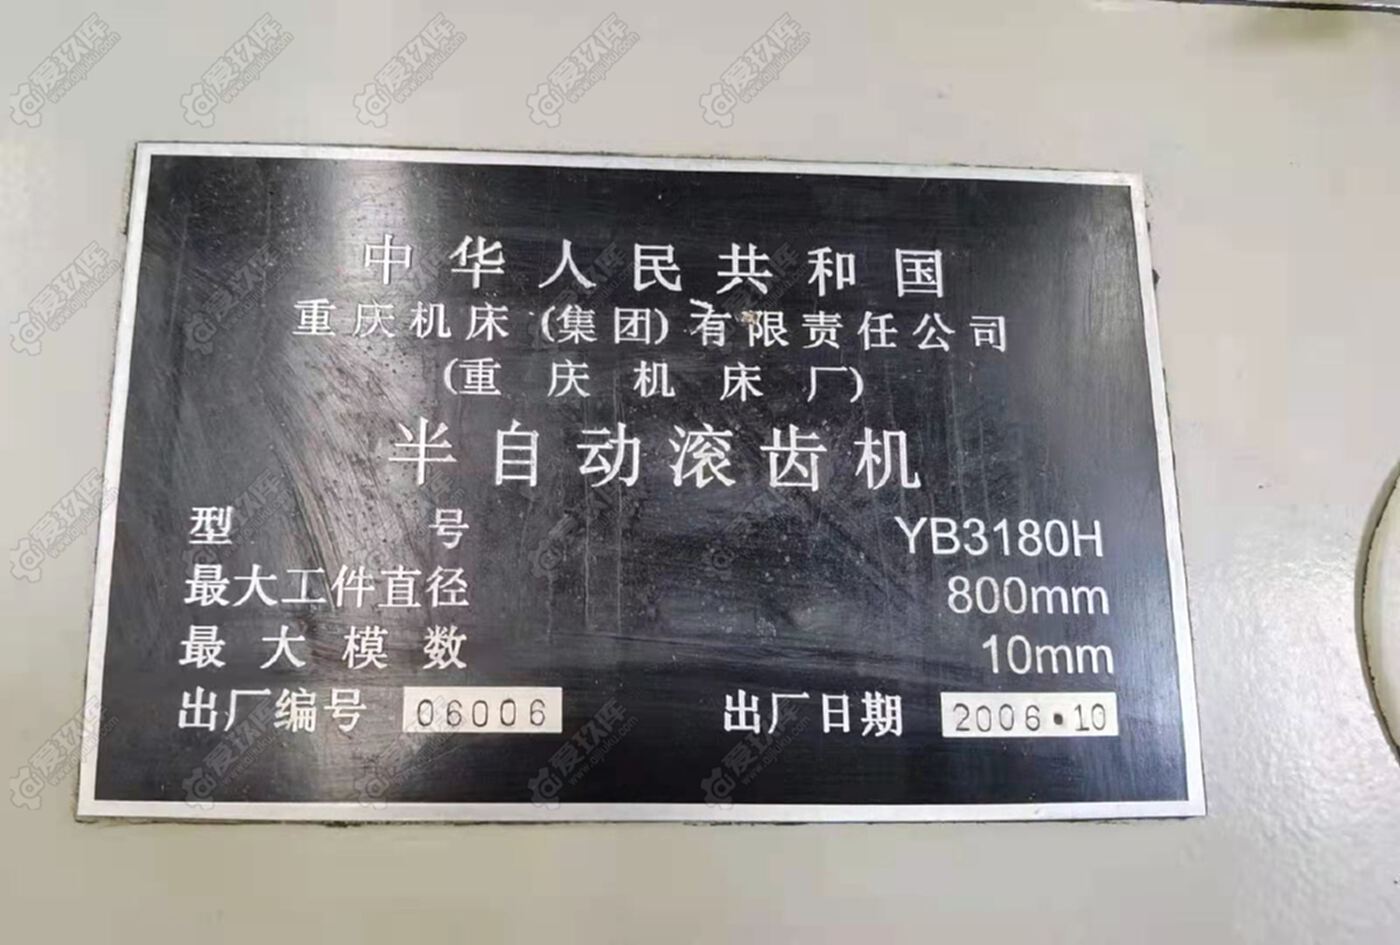 中华人民共和国
重庆机床(集团)有限责任公司
(重庆机床厂)
半自动滚齿机
型号 YB3180H
最大工件直径 800mm
最大模数 10mm
出厂编号 06006 出厂日期 2006·10